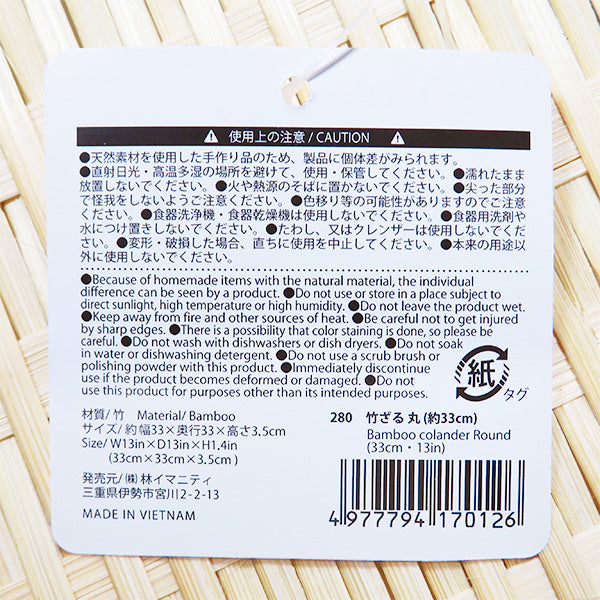 ⚠ 使用上の注意 / CAUTION ⚠
●天然素材を使用した手作り品のため、製品に個体差がみられます。
●直射日光・高温多湿の場所を避けて、使用・保管してください。●濡れたまま
放置しないでください。●火や熱源のそばに置かないでください。●尖った部分
で怪我をしないようご注意ください。●色移り等の可能性がありますのでご注意
ください。●食器洗浄機・食器乾燥機は使用しないでください。●食器用洗剤や
水につけ置きしないでください。●たわし、又はクレンザーは使用しないでくだ
さい。●変形・破損した場合、直ちに使用を中止してください。●本来の用途以
外に使用しないでください。
●Because of homemade items with the natural material, the individual
difference can be seen by a product. ●Do not use or store in a place subject to
direct sunlight, high temperature or high humidity. ●Do not leave the product wet.
●Keep away from fire and other sources of heat. ●Be careful not to get injured
by sharp edges. ●There is a possibility that color staining is done, so please be
careful. ●Do not wash with dishwashers or dish dryers. ●Do not soak
in water or dishwashing detergent. ●Do not use a scrub brush or
polishing powder with this product. ●Immediately discontinue
use if the product becomes deformed or damaged. ●Do not
use this product for purposes other than its intended purposes.
紙
タグ
材質/ 竹 Material/ Bamboo
サイズ/ 約 幅33×奥行33×高さ3.5cm
Size/ W13in×D13in×H1.4in
(33cm×33cm×3.5cm)
発売元/ ㈱ 林イマニティ
三重県伊勢市宮川2-2-13
MADE IN VIETNAM
280 竹ざる 丸 (約33cm)
Bamboo colander Round
(33cm・13in)
4 977794 170126